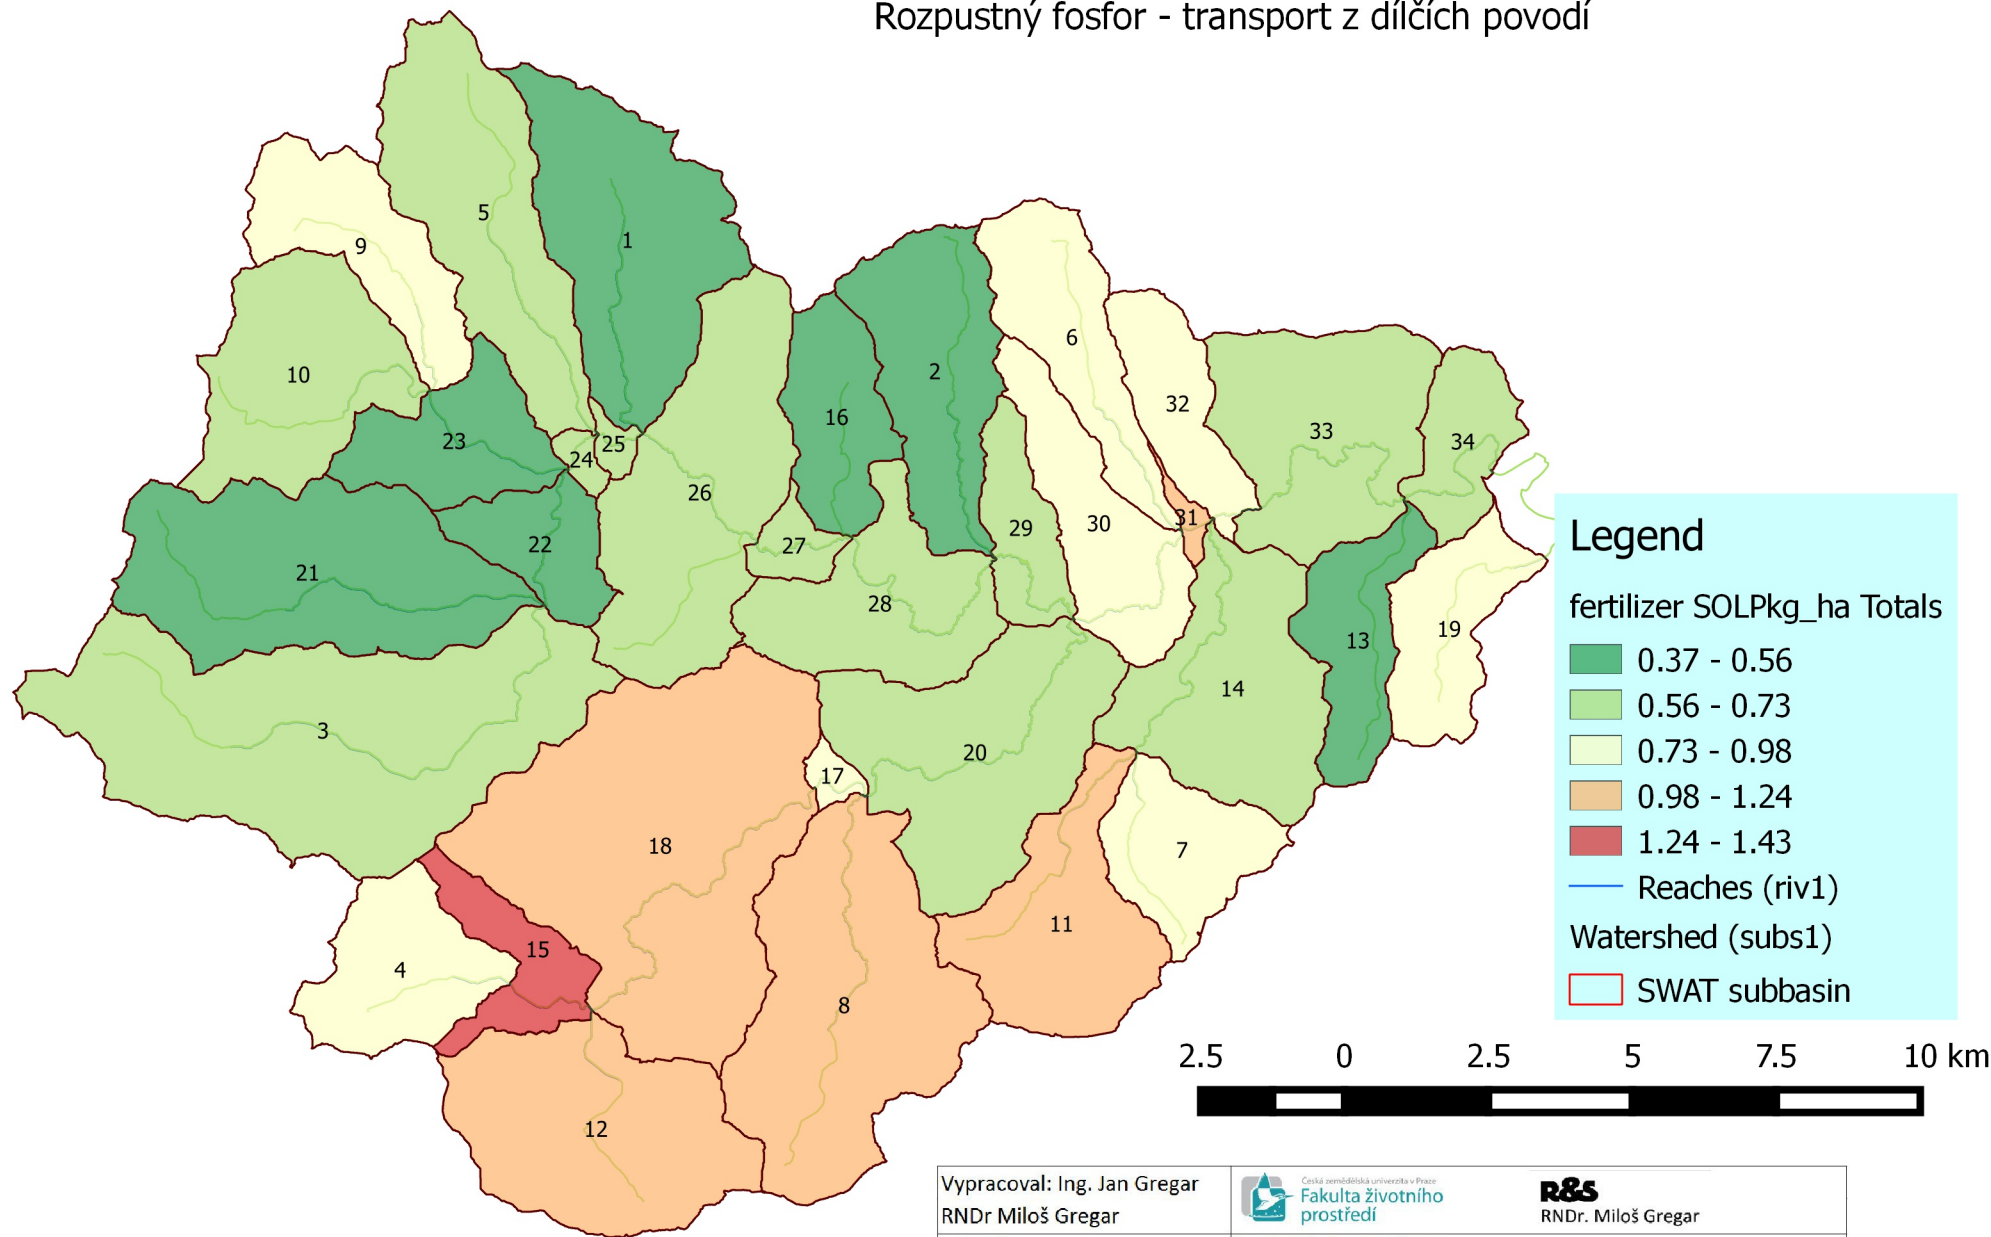 Rozpustný fosfor - transport z dílčích povodí
5
1
9
6
2
10
32
16
33
34
23
25
24
26
31
30
29
22
27
21
28
13
19
14
3
20
17
18
7
11
15
4
8
12
Legend
fertilizer SOLPkg_ha Totals
0.37 - 0.56
0.56 - 0.73
0.73 - 0.98
0.98 - 1.24
1.24 - 1.43
Reaches (riv1)
Watershed (subs1)
SWAT subbasin
2.5 0 2.5 5 7.5 10 km
Vypracoval: Ing. Jan Gregar
RNDr Miloš Gregar
Česká zemědělská univerzita v Praze
Fakulta životního
prostředí
R&S
RNDr. Miloš Gregar